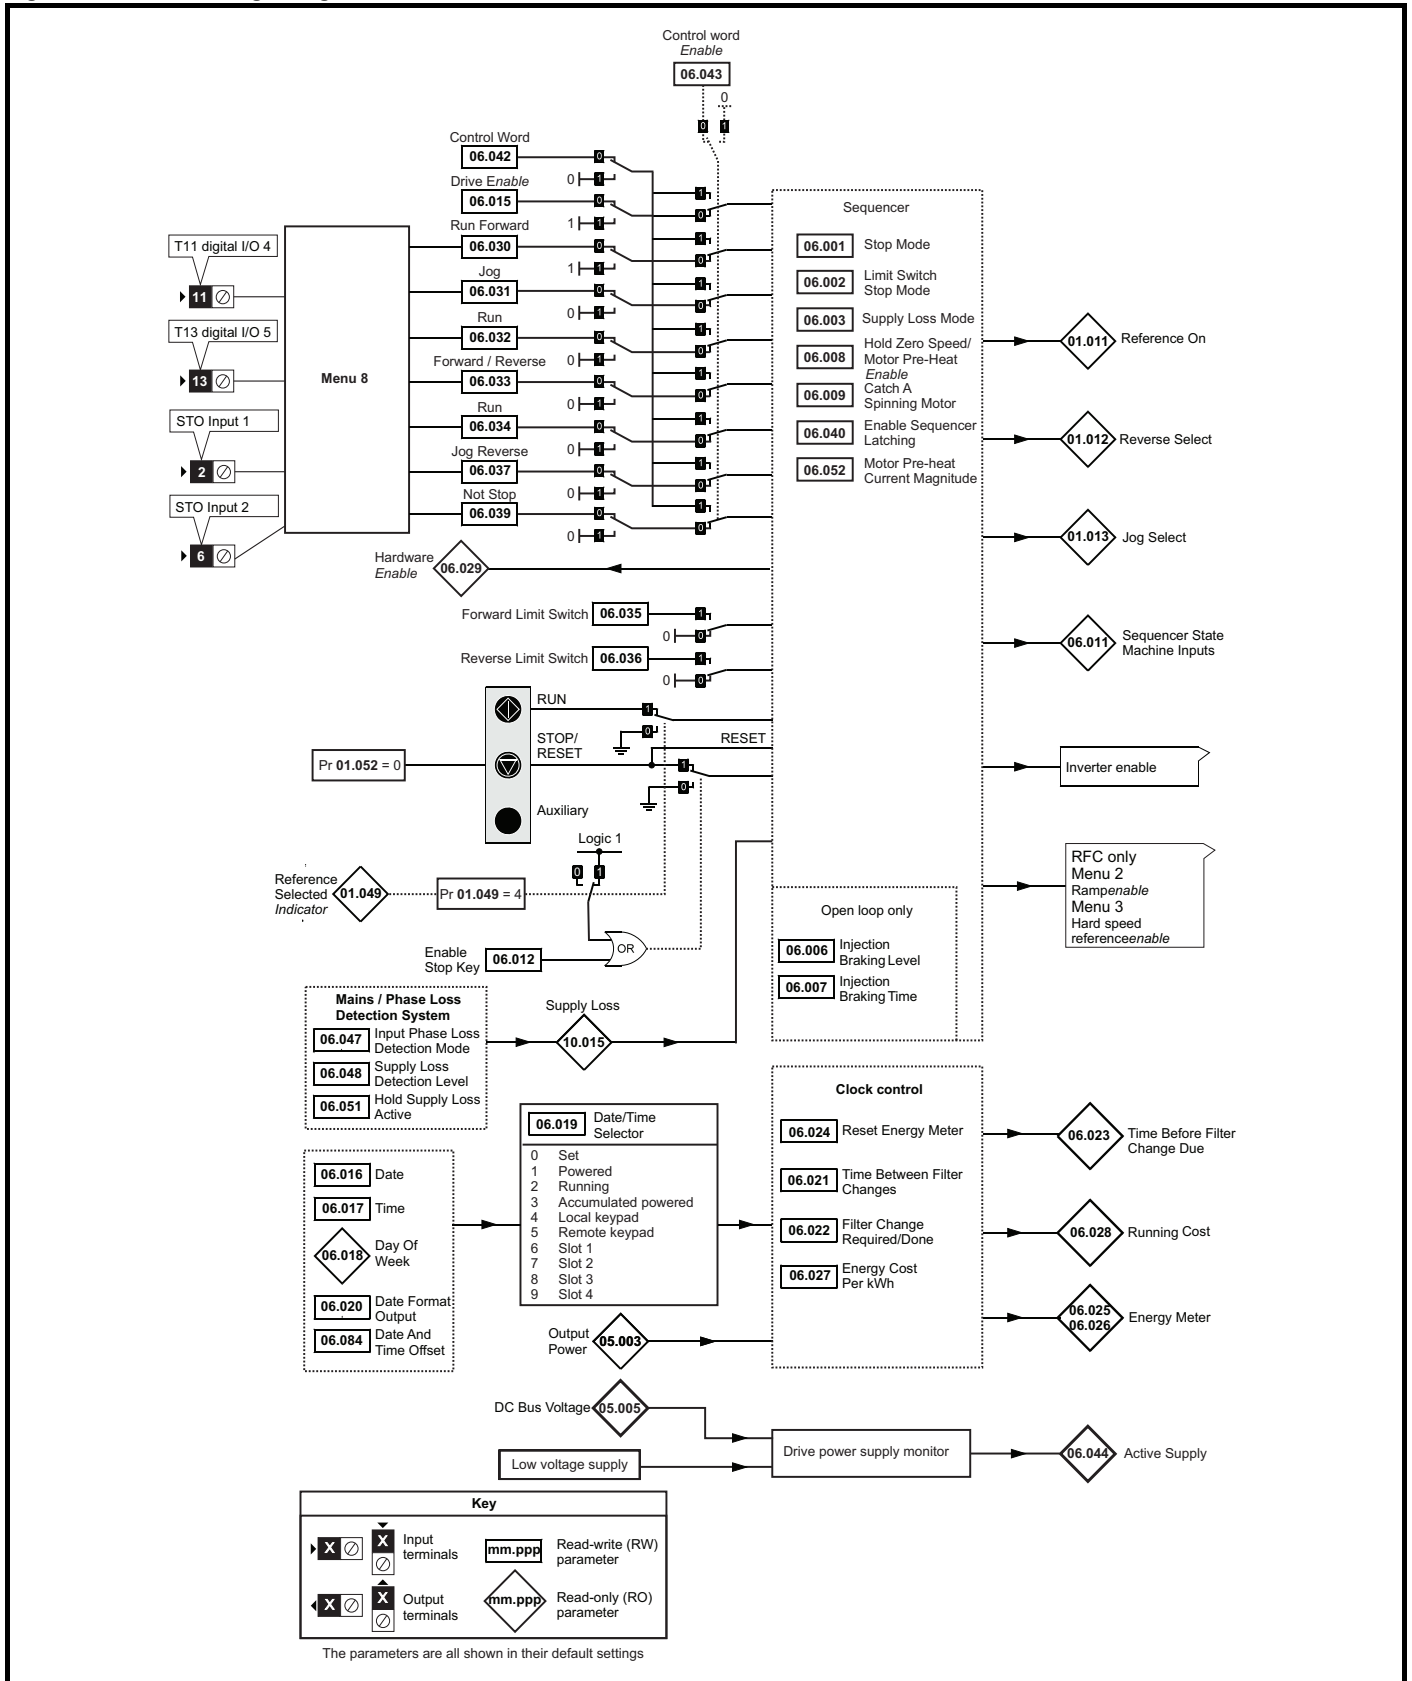 Control word
Enable
06.043
0
0 1
Control Word
06.042
0
0 1
Drive Enable
06.015
0
1 1
Run Forward
06.030
0
1 1
Jog
06.031
0
0 1
Run
06.032
0
0 1
Forward / Reverse
06.033
0
0 1
Run
06.034
0
0 1
Jog Reverse
06.037
0
0 1
Not Stop
06.039
0
0 1
1
0
1
0
1
0
1
0
1
0
1
0
1
0
1
0
T11 digital I/O 4
11
T13 digital I/O 5
13
STO Input 1
2
STO Input 2
6
Menu 8
Hardware
Enable
06.029
Forward Limit Switch 06.035
1
0 0
Reverse Limit Switch 06.036
1
0 0
RUN
1
0
STOP/
RESET
RESET
1
0
Auxiliary
Pr 01.052 = 0
Logic 1
0 1
Reference
Selected
Indicator
01.049
Pr 01.049 = 4
Enable
Stop Key
06.012
OR
Sequencer
06.001 Stop Mode
06.002 Limit Switch
Stop Mode
06.003 Supply Loss Mode
06.008 Hold Zero Speed/
Motor Pre-Heat
Enable
06.009 Catch A
Spinning Motor
06.040 Enable Sequencer
Latching
06.052 Motor Pre-heat
Current Magnitude
Open loop only
06.006 Injection
Braking Level
06.007 Injection
Braking Time
01.011 Reference On
01.012 Reverse Select
01.013 Jog Select
06.011 Sequencer State
Machine Inputs
Inverter enable
RFC only
Menu 2
Rampenable
Menu 3
Hard speed
referenceenable
Mains / Phase Loss
Detection System
06.047 Input Phase Loss
Detection Mode
06.048 Supply Loss
Detection Level
06.051 Hold Supply Loss
Active
Supply Loss
10.015
06.016 Date
06.017 Time
06.018 Day Of
Week
06.020 Date Format
Output
06.084 Date And
Time Offset
06.019 Date/Time
Selector
0 Set
1 Powered
2 Running
3 Accumulated powered
4 Local keypad
5 Remote keypad
6 Slot 1
7 Slot 2
8 Slot 3
9 Slot 4
Output
Power
05.003
Clock control
06.024 Reset Energy Meter
06.021 Time Between Filter
Changes
06.022 Filter Change
Required/Done
06.027 Energy Cost
Per kWh
06.023 Time Before Filter
Change Due
06.028 Running Cost
06.025
06.026
Energy Meter
DC Bus Voltage 05.005
Low voltage supply
Drive power supply monitor
06.044 Active Supply
Key
X
X
Input
terminals
mm.ppp Read-write (RW)
parameter
X
X
Output
terminals
mm.ppp Read-only (RO)
parameter
The parameters are all shown in their default settings